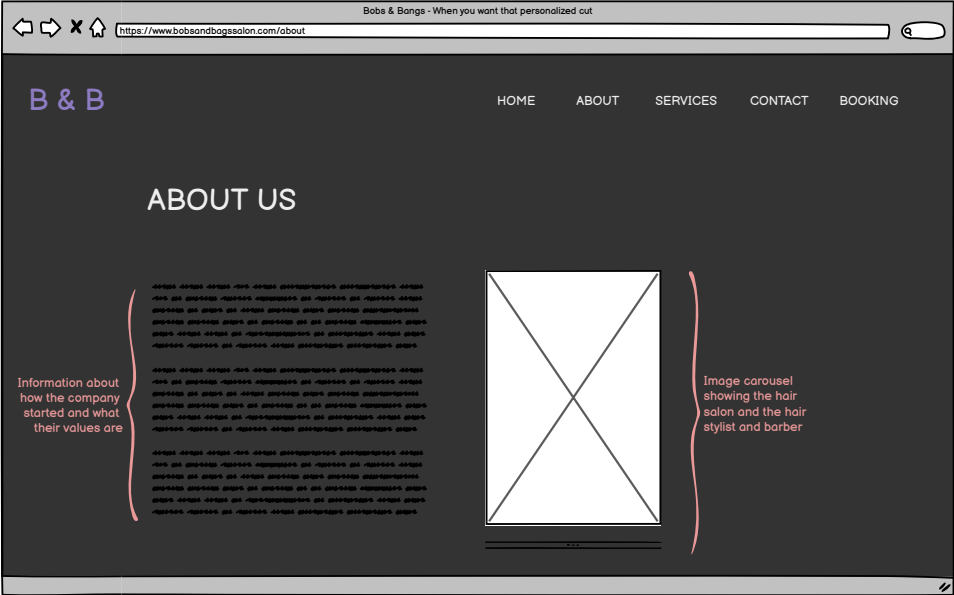 Bobs & Bangs - When you want that personalized cut
https://www.bobsandbagssalon.com/about
B & B
HOME
ABOUT
SERVICES
CONTACT
BOOKING
ABOUT US
Information about
how the company
started and what
their values are
Image carousel
showing the hair
salon and the hair
stylist and barber